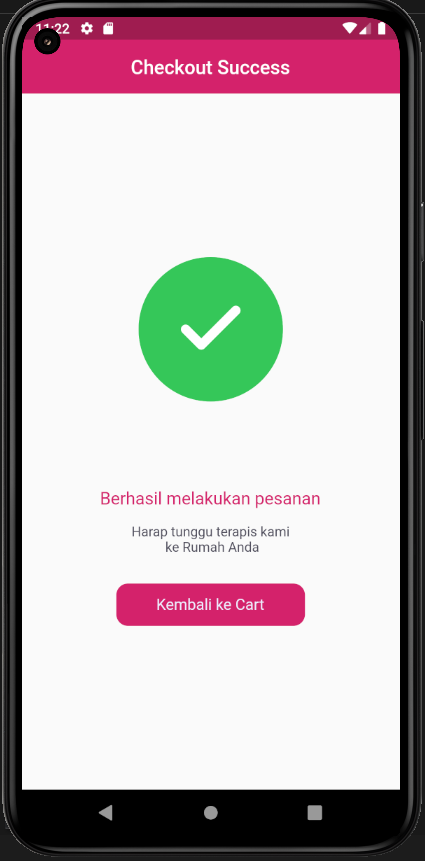 11:22
Checkout Success
Berhasil melakukan pesanan
Harap tunggu terapis kami
ke Rumah Anda
Kembali ke Cart